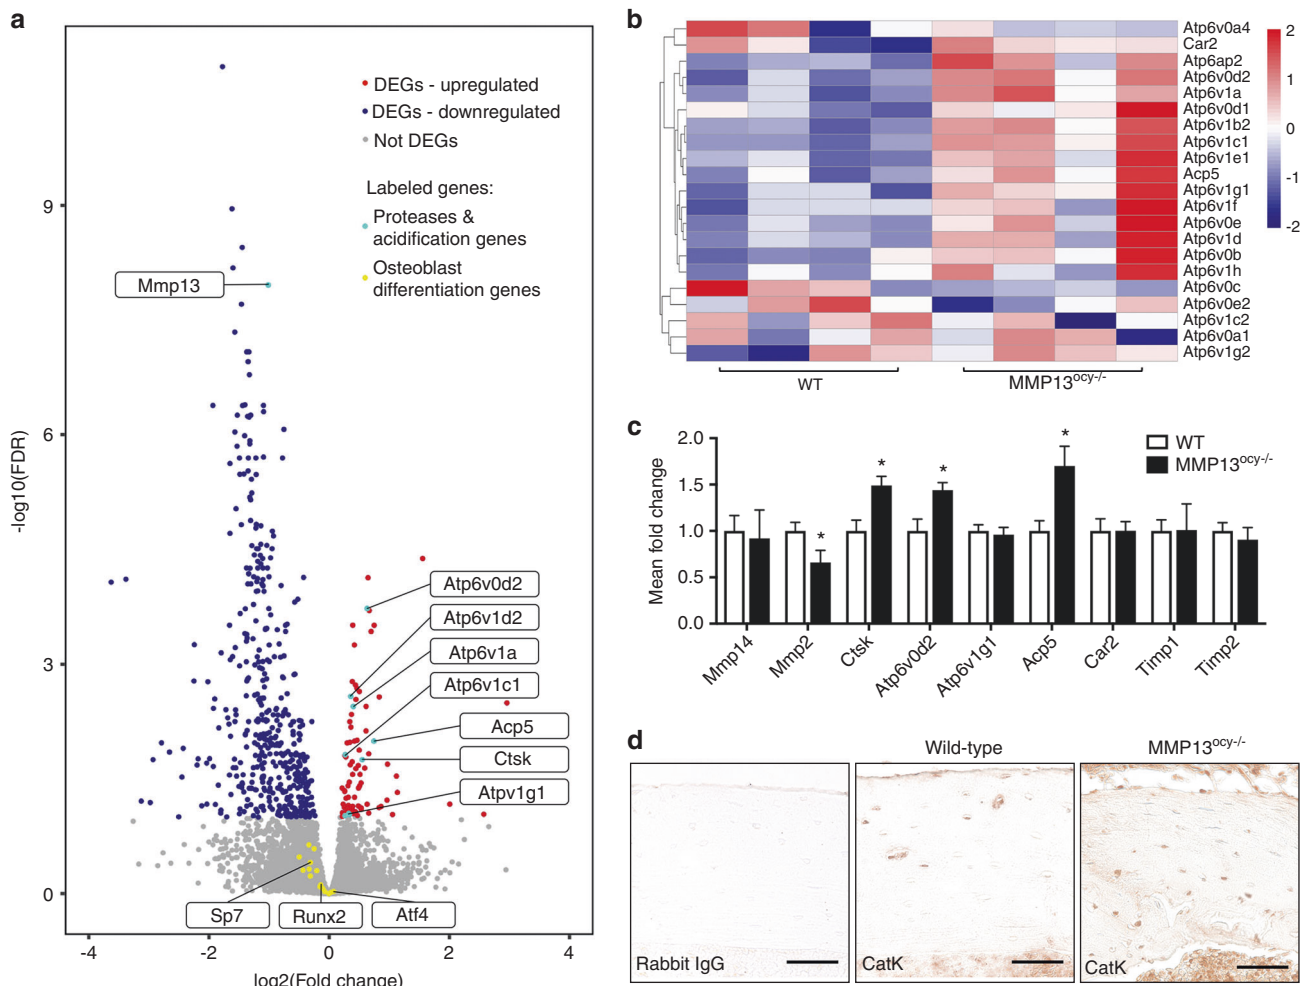 a
DEGs - upregulated
DEGs - downregulated
Not DEGs
Labeled genes:
Proteases &
acidification genes
Osteoblast
differentiation genes
Mmp13
Atp6v0d2
Atp6v1d2
Atp6v1a
Atp6v1c1
Acp5
Ctsk
Atpv1g1
Sp7
Runx2
Atf4
9
6
3
0
-log10(FDR)
-4
-2
0
2
4
log2(Fold change)
b
Atp6v0a4
Car2
Atp6ap2
Atp6v0d2
Atp6v1a
Atp6v0d1
Atp6v1b2
Atp6v1c1
Atp6v1e1
Acp5
Atp6v1g1
Atp6v1f
Atp6v0e
Atp6v1d
Atp6v0b
Atp6v1h
Atp6v0c
Atp6v0e2
Atp6v1c2
Atp6v0a1
Atp6v1g2
2
1
0
-1
-2
WT
MMP13ocy-/-
c
WT
MMP13ocy-/-
Mean fold change
2.0
1.5
1.0
0.5
0.0
*
*
*
*
Mmp14
Mmp2
Ctsk
Atp6v0d2
Atp6v1g1
Acp5
Car2
Timp1
Timp2
d
Wild-type
MMP13ocy-/-
Rabbit IgG
CatK
CatK